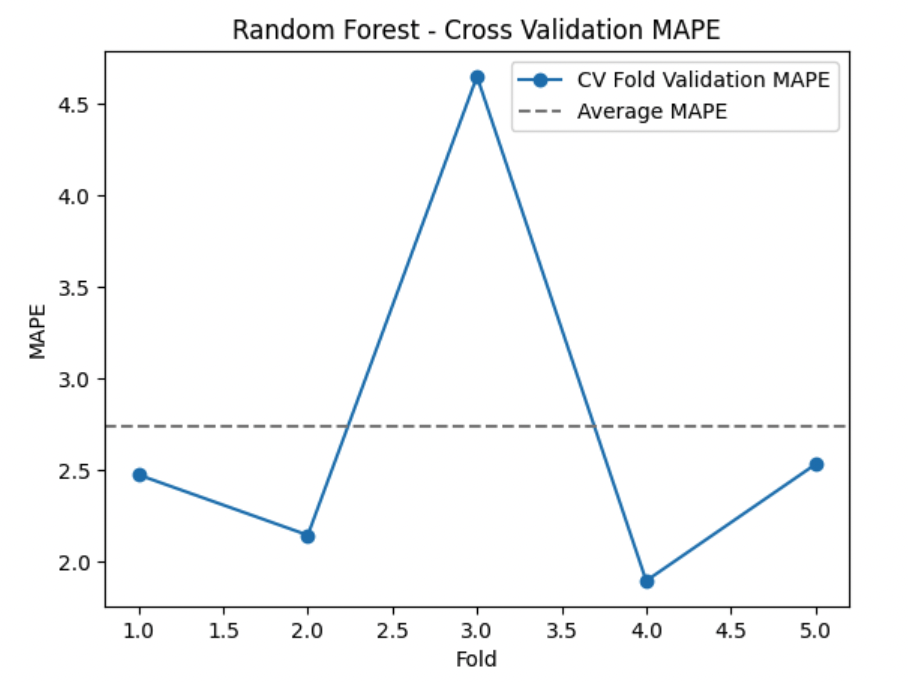 Random Forest - Cross Validation MAPE
CV Fold Validation MAPE
Average MAPE
4.5
4.0
3.5
3.0
2.5
2.0
MAPE
1.0 1.5 2.0 2.5 3.0 3.5 4.0 4.5 5.0
Fold